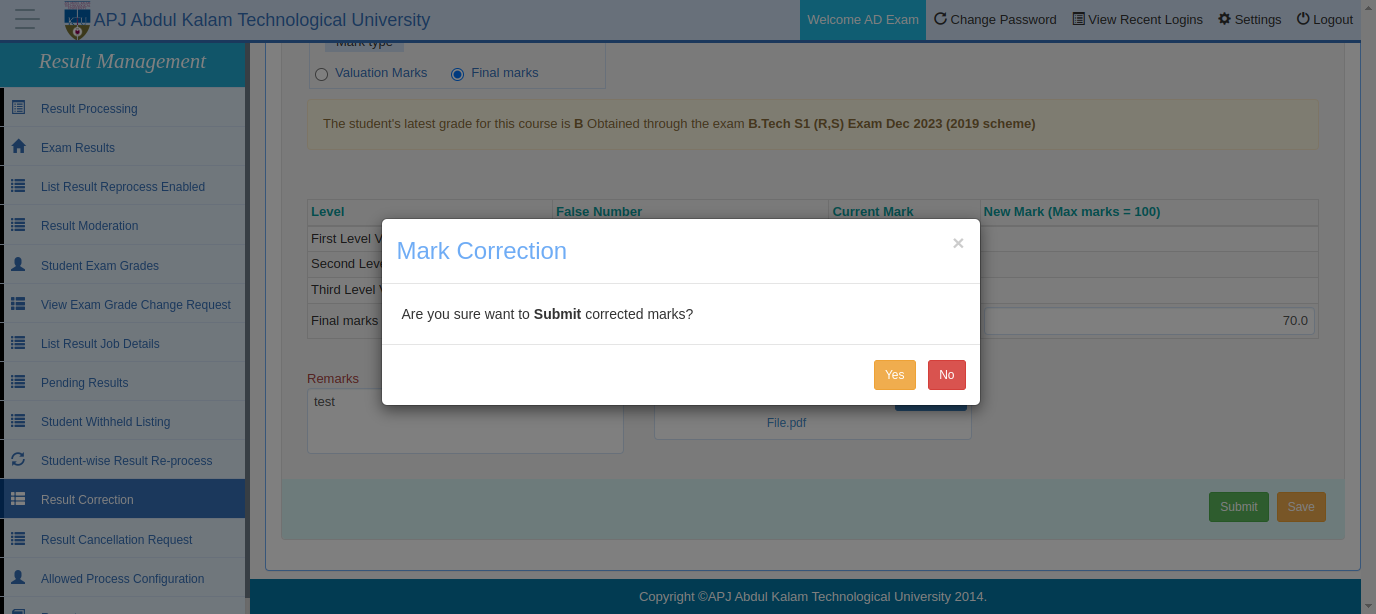 APJ Abdul Kalam Technological University
Welcome AD Exam
Change Password
View Recent Logins
Settings
Logout
Result Management
Result Processing
Exam Results
List Result Reprocess Enabled
Result Moderation
Student Exam Grades
View Exam Grade Change Request
List Result Job Details
Pending Results
Student Withheld Listing
Student-wise Result Re-process
Result Correction
Result Cancellation Request
Allowed Process Configuration
Mark type
Valuation Marks
Final marks
The student's latest grade for this course is B Obtained through the exam B.Tech S1 (R,S) Exam Dec 2023 (2019 scheme)
Level
False Number
Current Mark
New Mark (Max marks = 100)
First Level V
Second Leve
Third Level V
Final marks
70.0
Mark Correction
×
Are you sure want to Submit corrected marks?
Yes
No
Remarks
test
File.pdf
Submit
Save
Copyright ©APJ Abdul Kalam Technological University 2014.